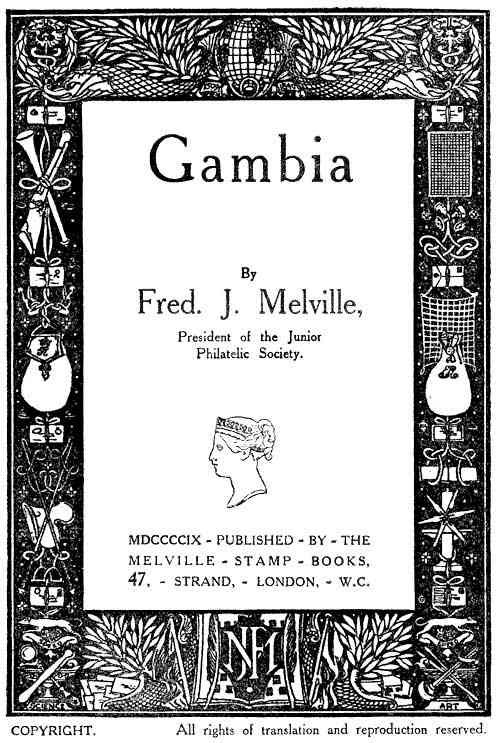 Gambia
By
Fred. J. Melville,
President of the Junior
Philatelic Society.
MDCCCCIX - PUBLISHED - BY - THE
MELVILLE - STAMP - BOOKS,
47, - STRAND, - LONDON, - W.C.
SCIENCE
ART
COPYRIGHT. All rights of translation and reproduction reserved.